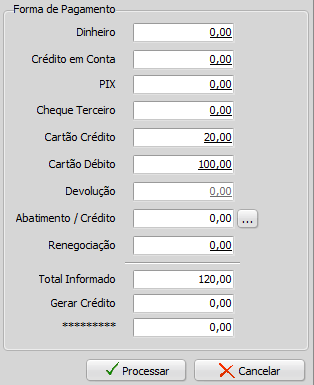 Forma de Pagamento
Dinheiro 0,00
Crédito em Conta 0,00
PIX 0,00
Cheque Terceiro 0,00
Cartão Crédito 20,00
Cartão Débito 100,00
Devolução 0,00
Abatimento / Crédito 0,00 ...
Renegociação 0,00
Total Informado 120,00
Gerar Crédito 0,00
********* 0,00
Processar Cancelar